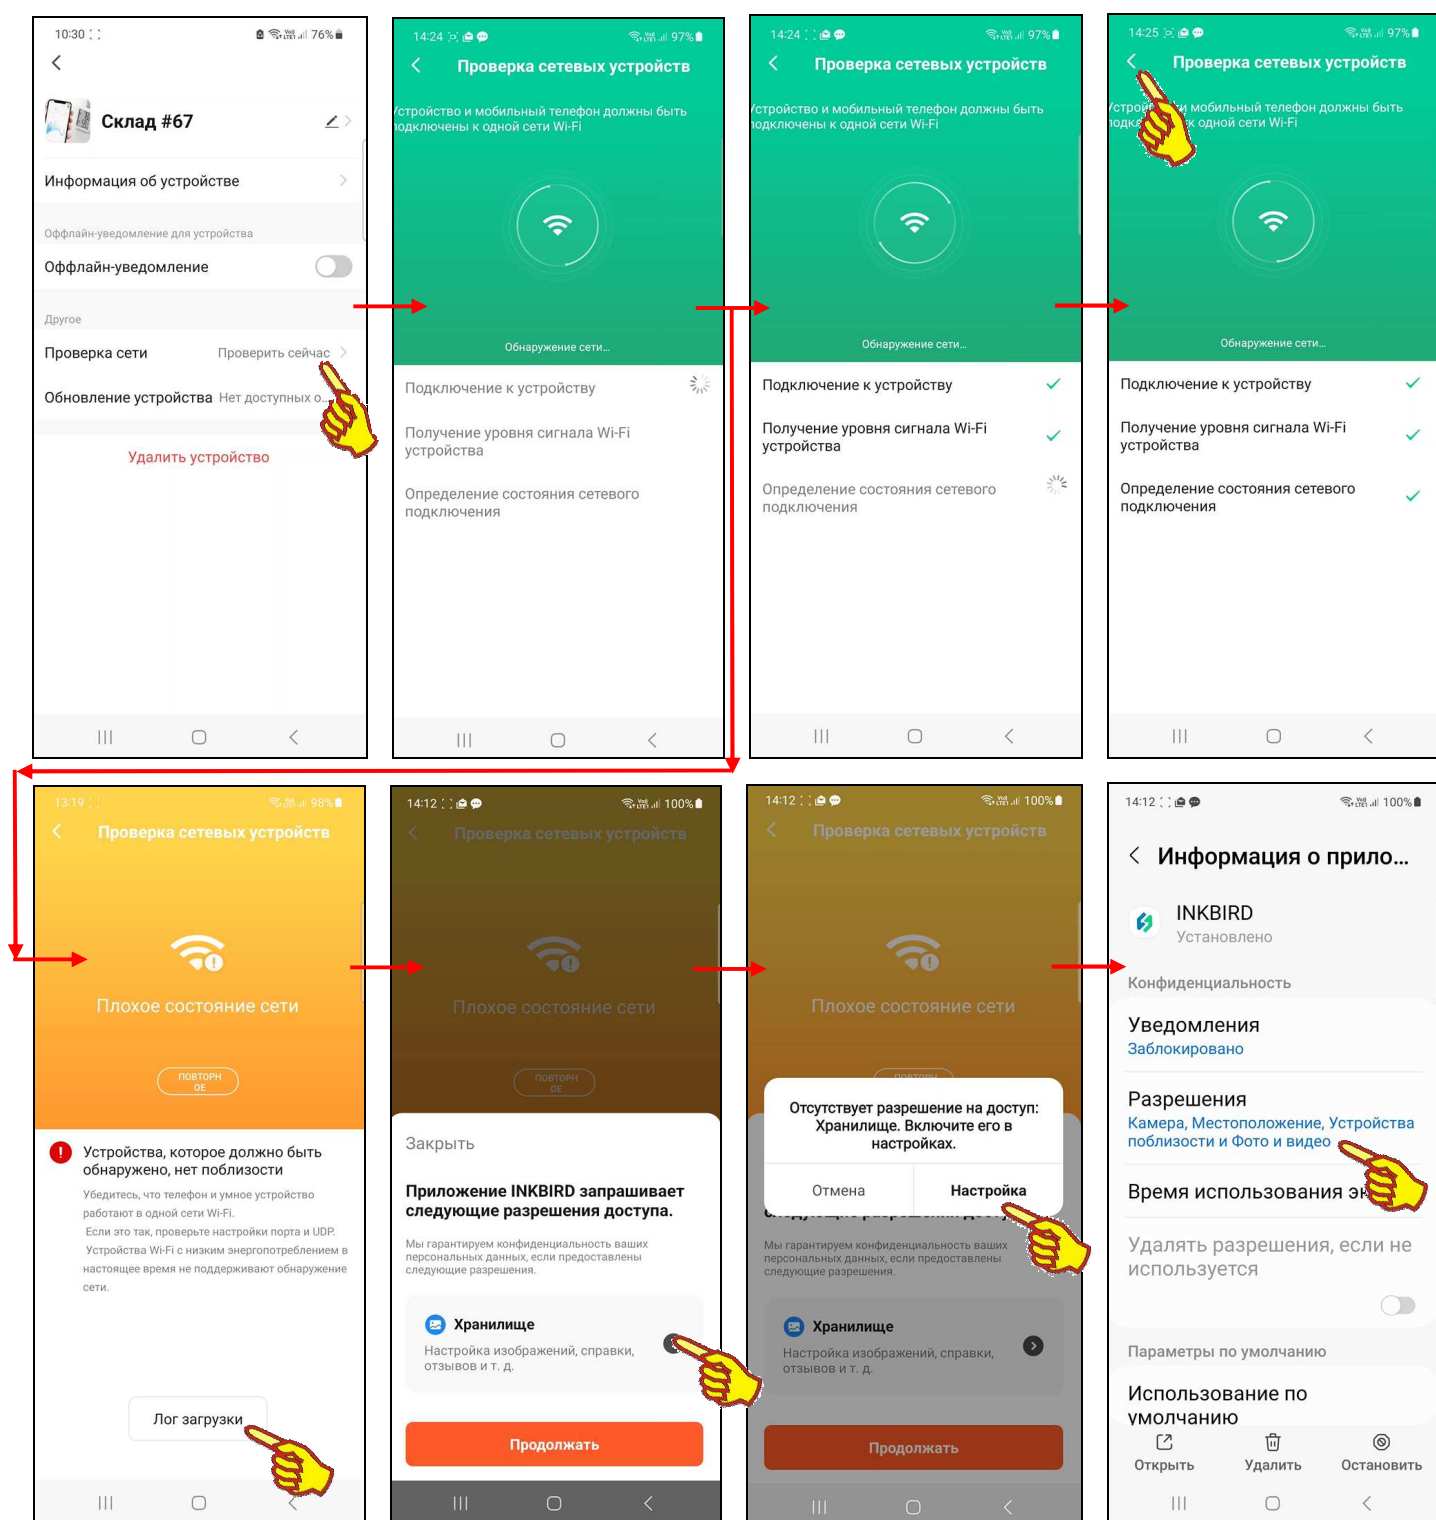 10:30
76%
Склад #67
Информация об устройстве
Оффлайн-уведомление для устройства
Оффлайн-уведомление
Другое
Проверка сети Проверить сейчас
Обновление устройства Нет доступных о...
Удалить устройство
14:24
97%
Проверка сетевых устройств
Устройство и мобильный телефон должны быть
подключены к одной сети Wi-Fi
Обнаружение сети...
Подключение к устройству
Получение уровня сигнала Wi-Fi
устройства
Определение состояния сетевого
подключения
14:24
97%
Проверка сетевых устройств
Устройство и мобильный телефон должны быть
подключены к одной сети Wi-Fi
Обнаружение сети...
Подключение к устройству
Получение уровня сигнала Wi-Fi
устройства
Определение состояния сетевого
подключения
14:25
97%
Проверка сетевых устройств
и мобильный телефон должны быть
к одной сети Wi-Fi
Обнаружение сети...
Подключение к устройству
Получение уровня сигнала Wi-Fi
устройства
Определение состояния сетевого
подключения
13:19
98%
Проверка сетевых устройств
Плохое состояние сети
ПОВТОРН
ОЕ
Устройства, которое должно быть
обнаружено, нет поблизости
Убедитесь, что телефон и умное устройство
работают в одной сети Wi-Fi.
Если это так, проверьте настройки порта и UDP.
Устройства Wi-Fi с низким энергопотреблением в
настоящее время не поддерживают обнаружение
сети.
Лог загрузки
14:12
100%
Проверка сетевых устройств
Плохое состояние сети
ПОВТОРН
ОЕ
Закрыть
Приложение INKBIRD запрашивает
следующие разрешения доступа.
Мы гарантируем конфиденциальность ваших
персональных данных, если предоставлены
следующие разрешения.
Хранилище
Настройка изображений, справки,
отзывов и т. д.
Продолжать
14:12
100%
Проверка сетевых устройств
Плохое состояние сети
ПОВТОРН
Отсутствует разрешение на доступ:
Хранилище. Включите его в
настройках.
Отмена Настройка
Мы гарантируем конфиденциальность ваших
персональных данных, если предоставлены
следующие разрешения.
Хранилище
Настройка изображений, справки,
отзывов и т. д.
Продолжать
14:12
100%
Информация о прило...
INKBIRD
Установлено
Конфиденциальность
Уведомления
Заблокировано
Разрешения
Камера, Местоположение, Устройства
поблизости и Фото и видео
Время использования
Удалять разрешения, если не
используется
Параметры по умолчанию
Использование по
умолчанию
Открыть Удалить Остановить